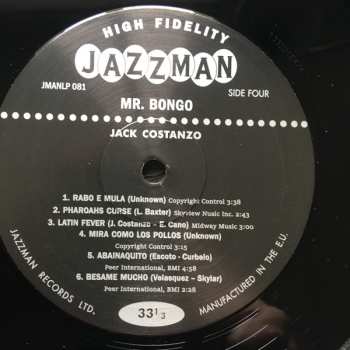 HIGH FIDELITY
JAZZMAN
JMANLP 081
SIDE FOUR
MR. BONGO
JACK COSTANZO
1. RABO E MULA (Unknown) Copyright Control 3:38
2. PHAROAHS CURSE (L. Baxter) Skyview Music Inc. 2:43
3. LATIN FEVER (J. Costanzo - E. Cano) Midway Music 3:00
4. MIRA COMO LOS POLLOS (Unknown)
Copyright Control 3:15
5. ABAINAQUITO (Escoto - Curbelo)
Peer International, BMI 4:58
6. BESAME MUCHO (Velasquez - Skylar)
Peer International, BMI 2:28
JAZZMAN RECORDS LTD.
33 1/3
MANUFACTURED IN THE E.U.